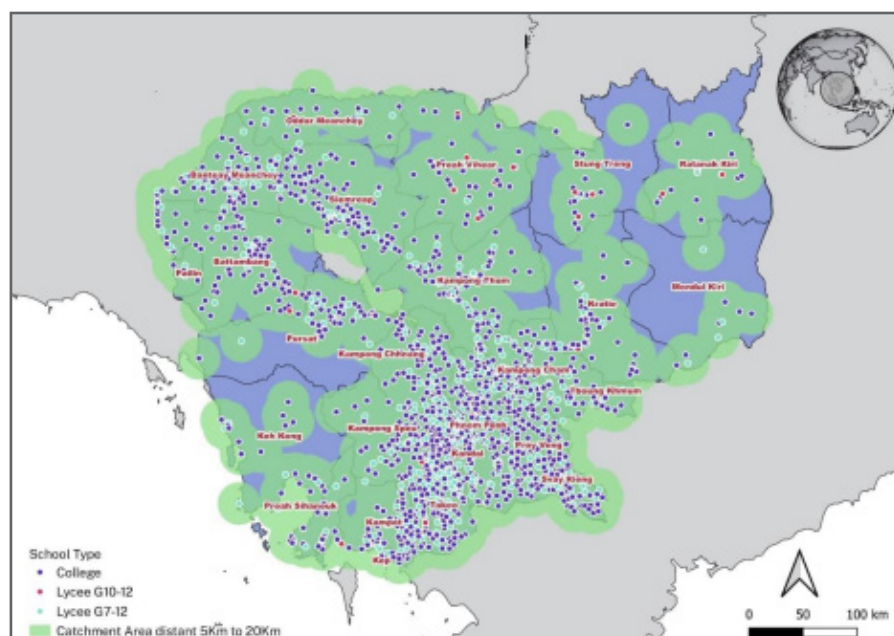 Oddar Meanchey
Banteay Meanchey
Preah Vihear
Stung Treng
Ratanak Kiri
Siemreap
Battambang
Pailin
Kampong Thom
Mondul Kiri
Kratie
Pursat
Kampong Chhnang
Kampong Cham
Tboung Khmum
Kampong Speu
Phnom Penh
Prey Veng
Koh Kong
Kandal
Svay Rieng
Preah Sihanouk
Takeo
Kampot
Kep
School Type
College
Lycee G10-12
Lycee G7-12
Catchment Area distant 5Km to 20Km
0 50 100 km